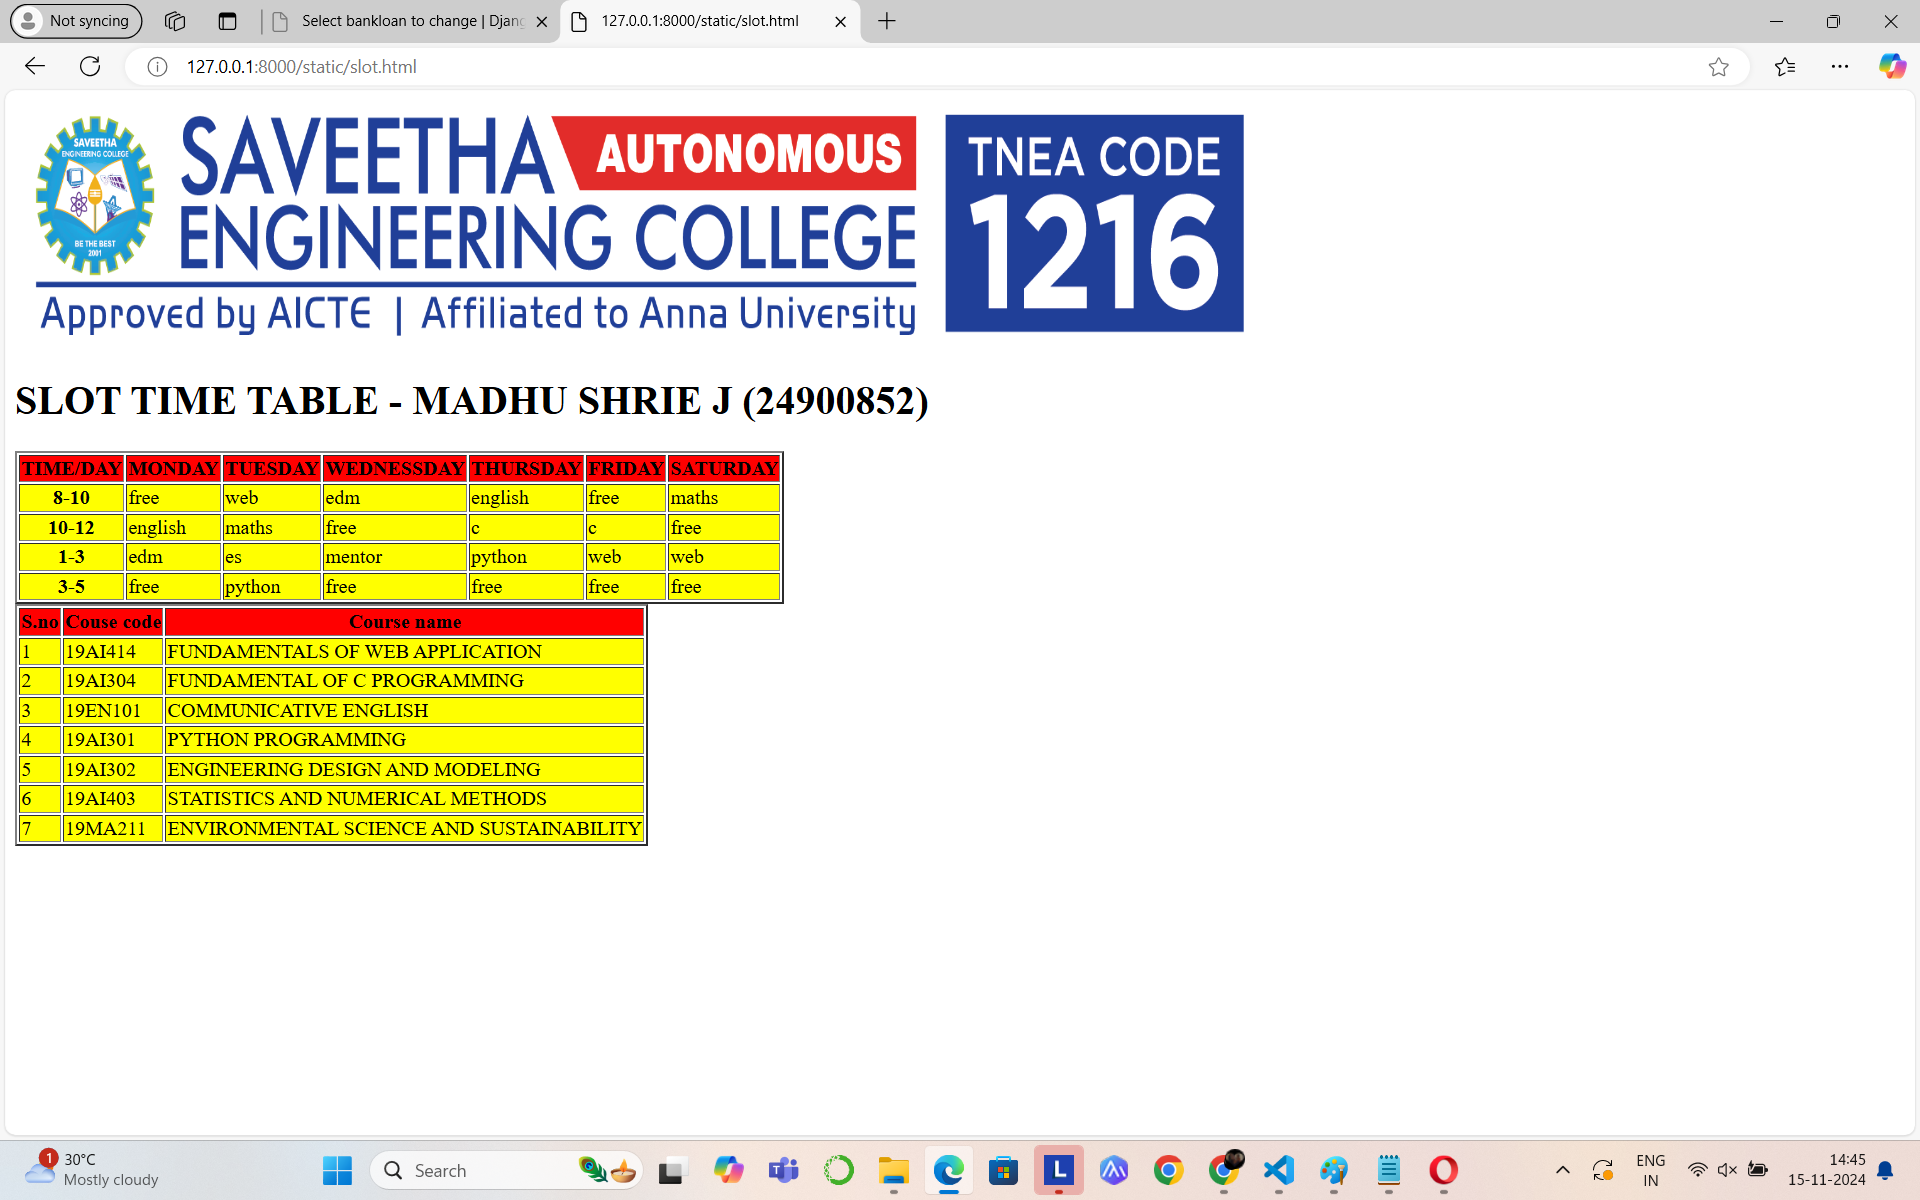 Not syncing
Select bankloan to change | Djang
127.0.0.1:8000/static/slot.html
127.0.0.1:8000/static/slot.html
SAVEETHA
ENGINEERING COLLEGE
BE THE BEST
2001
SAVEETHA AUTONOMOUS
ENGINEERING COLLEGE
Approved by AICTE | Affiliated to Anna University
TNEA CODE
1216
SLOT TIME TABLE - MADHU SHRIE J (24900852)
TIME/DAY MONDAY TUESDAY WEDNESSDAY THURSDAY FRIDAY SATURDAY
8-10 free web edm english free maths
10-12 english maths free c c free
1-3 edm es mentor python web web
3-5 free python free free free free
S.no Couse code Course name
1 19AI414 FUNDAMENTALS OF WEB APPLICATION
2 19AI304 FUNDAMENTAL OF C PROGRAMMING
3 19EN101 COMMUNICATIVE ENGLISH
4 19AI301 PYTHON PROGRAMMING
5 19AI302 ENGINEERING DESIGN AND MODELING
6 19AI403 STATISTICS AND NUMERICAL METHODS
7 19MA211 ENVIRONMENTAL SCIENCE AND SUSTAINABILITY
1
30°C
Mostly cloudy
Search
L
ENG
IN
14:45
15-11-2024